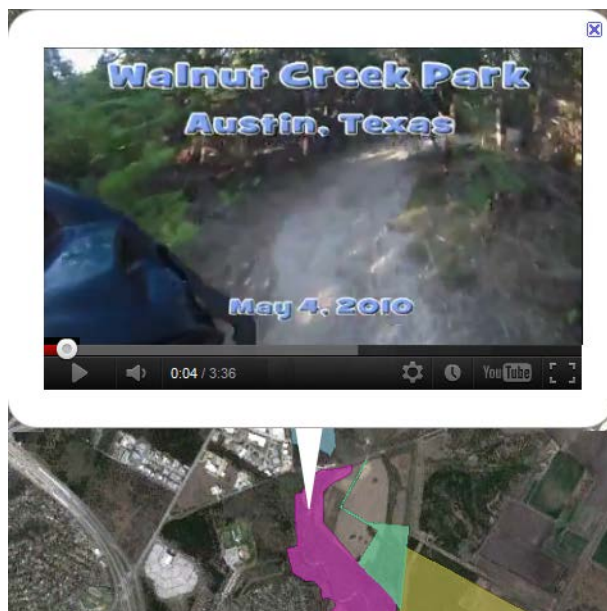 Walnut Creek Park
Austin, Texas
May 4, 2010
0:04 / 3:36
YouTube